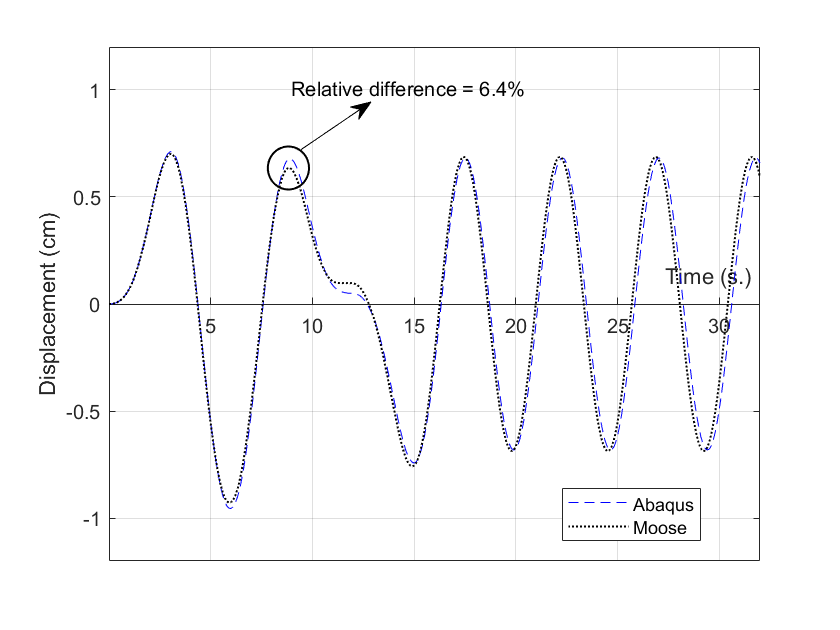 Relative difference = 6.4%
1
0.5
0
-0.5
-1
Displacement (cm)
Time (s.)
5
10
15
20
25
30
Abaqus
Moose